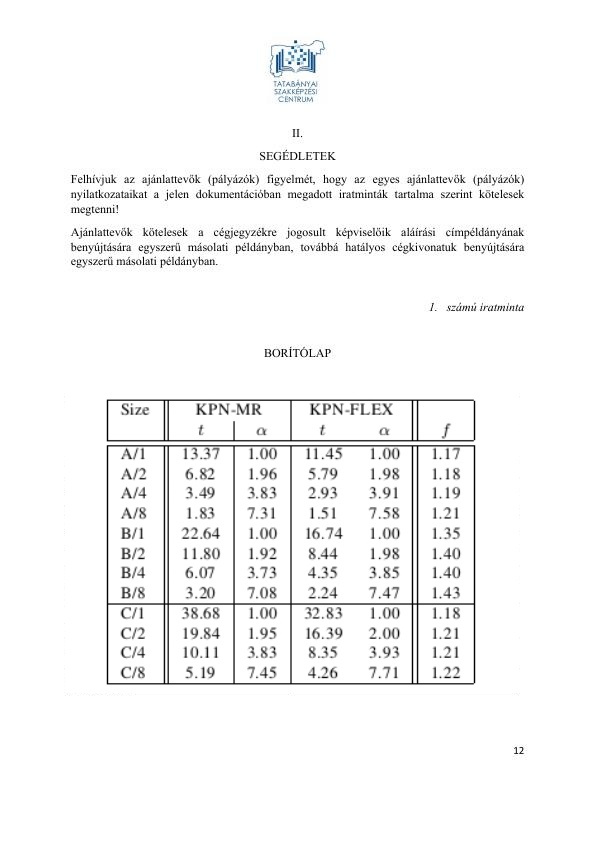 TATABÁNYAI
SZAKKÉPZÉSI
CENTRUM
II.
SEGÉDLETEK
Felhívjuk az ajánlattevők (pályázók) figyelmét, hogy az egyes ajánlattevők (pályázók)
nyilatkozataikat a jelen dokumentációban megadott iratminták tartalma szerint kötelesek
megtenni!
Ajánlattevők kötelesek a cégjegyzékre jogosult képviselőik aláírási címpéldányának
benyújtására egyszerű másolati példányban, továbbá hatályos cégkivonatuk benyújtására
egyszerű másolati példányban.
1. számú iratminta
BORÍTÓLAP
Size KPN-MR KPN-FLEX
t α t α f
A/1 13.37 1.00 11.45 1.00 1.17
A/2 6.82 1.96 5.79 1.98 1.18
A/4 3.49 3.83 2.93 3.91 1.19
A/8 1.83 7.31 1.51 7.58 1.21
B/1 22.64 1.00 16.74 1.00 1.35
B/2 11.80 1.92 8.44 1.98 1.40
B/4 6.07 3.73 4.35 3.85 1.40
B/8 3.20 7.08 2.24 7.47 1.43
C/1 38.68 1.00 32.83 1.00 1.18
C/2 19.84 1.95 16.39 2.00 1.21
C/4 10.11 3.83 8.35 3.93 1.21
C/8 5.19 7.45 4.26 7.71 1.22
12